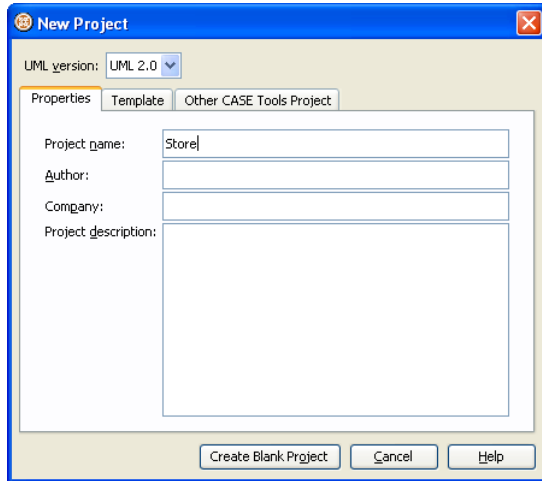 New Project
UML version: UML 2.0
Properties Template Other CASE Tools Project
Project name: Store
Author:
Company:
Project description:
Create Blank Project Cancel Help